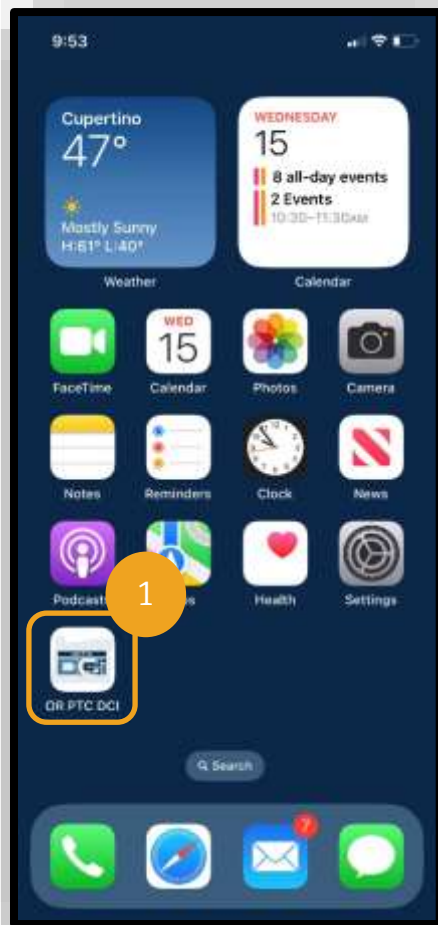 9:53
Cupertino
47°
Mostly Sunny
H:61° L:40°
Weather
WEDNESDAY
15
8 all-day events
2 Events
10:30–11:30AM
Calendar
FaceTime
WED
15
Calendar
Photos
Camera
Notes
Reminders
Clock
News
Podcasts
1
Health
Settings
OR PTC DCI
Search
7